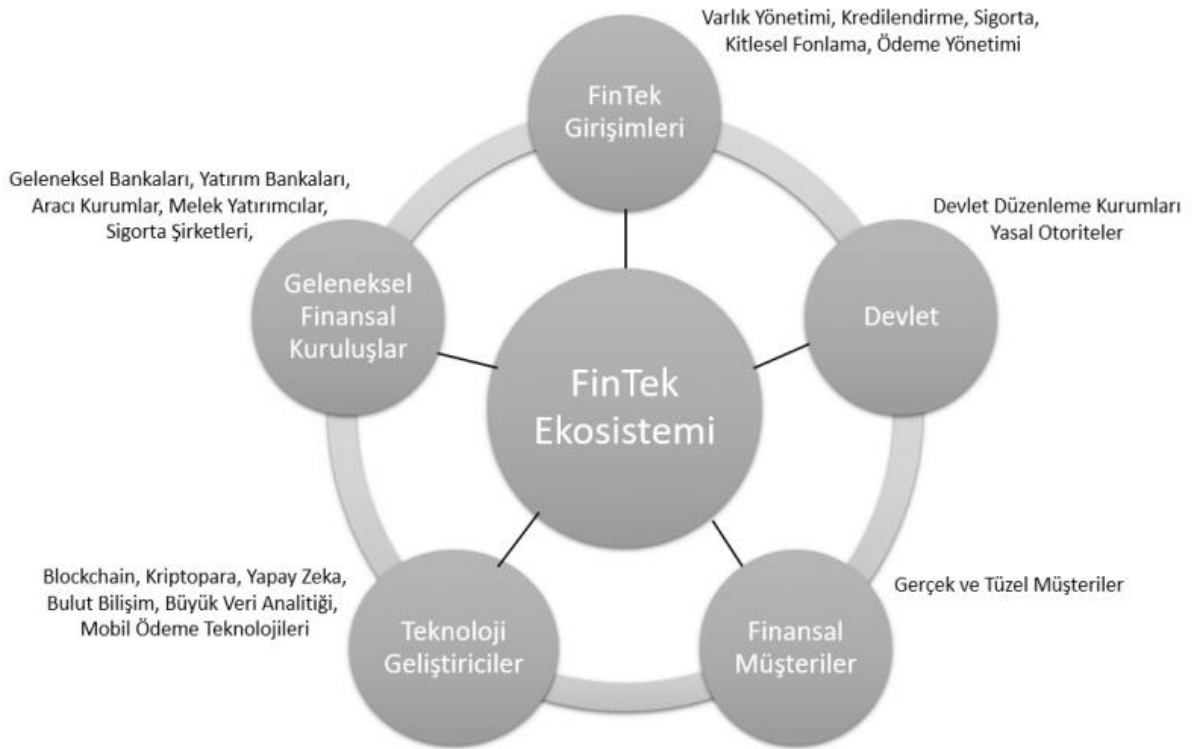 Varlık Yönetimi, Kredilendirme, Sigorta,
Kitlesel Fonlama, Ödeme Yönetimi
FinTek
Girişimleri
Geleneksel Bankaları, Yatırım Bankaları,
Aracı Kurumlar, Melek Yatırımcılar,
Sigorta Şirketleri,
Geleneksel
Finansal
Kuruluşlar
Devlet Düzenleme Kurumları
Yasal Otoriteler
Devlet
FinTek
Ekosistemi
Blockchain, Kriptopara, Yapay Zeka,
Bulut Bilişim, Büyük Veri Analitiği,
Mobil Ödeme Teknolojileri
Teknoloji
Geliştiriciler
Gerçek ve Tüzel Müşteriler
Finansal
Müşteriler